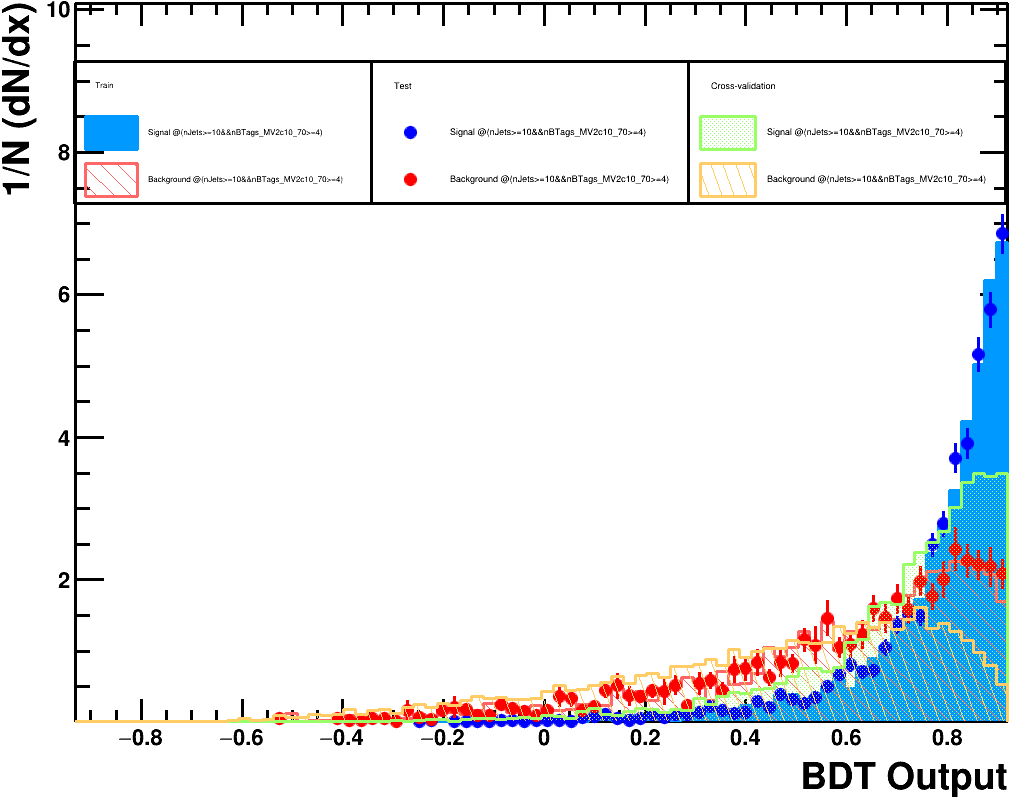 1/N (dN/dx)
10
8
6
4
2
Train
Signal @(nJets>=10&&nBTags_MV2c10_70>=4)
Background @(nJets>=10&&nBTags_MV2c10_70>=4)
Test
Signal @(nJets>=10&&nBTags_MV2c10_70>=4)
Background @(nJets>=10&&nBTags_MV2c10_70>=4)
Cross-validation
Signal @(nJets>=10&&nBTags_MV2c10_70>=4)
Background @(nJets>=10&&nBTags_MV2c10_70>=4)
−0.8 −0.6 −0.4 −0.2 0 0.2 0.4 0.6 0.8
BDT Output